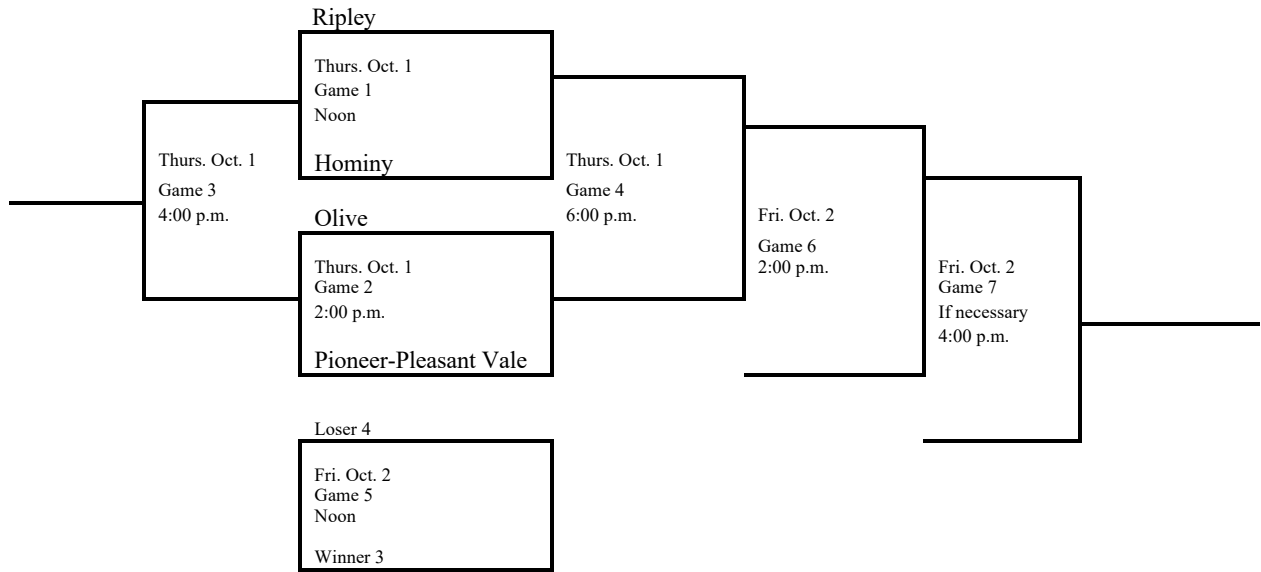 Ripley
Thurs. Oct. 1
Game 1
Noon
Hominy
Thurs. Oct. 1
Game 3
4:00 p.m.
Thurs. Oct. 1
Game 4
6:00 p.m.
Olive
Thurs. Oct. 1
Game 2
2:00 p.m.
Pioneer-Pleasant Vale
Fri. Oct. 2
Game 6
2:00 p.m.
Fri. Oct. 2
Game 7
If necessary
4:00 p.m.
Loser 4
Fri. Oct. 2
Game 5
Noon
Winner 3